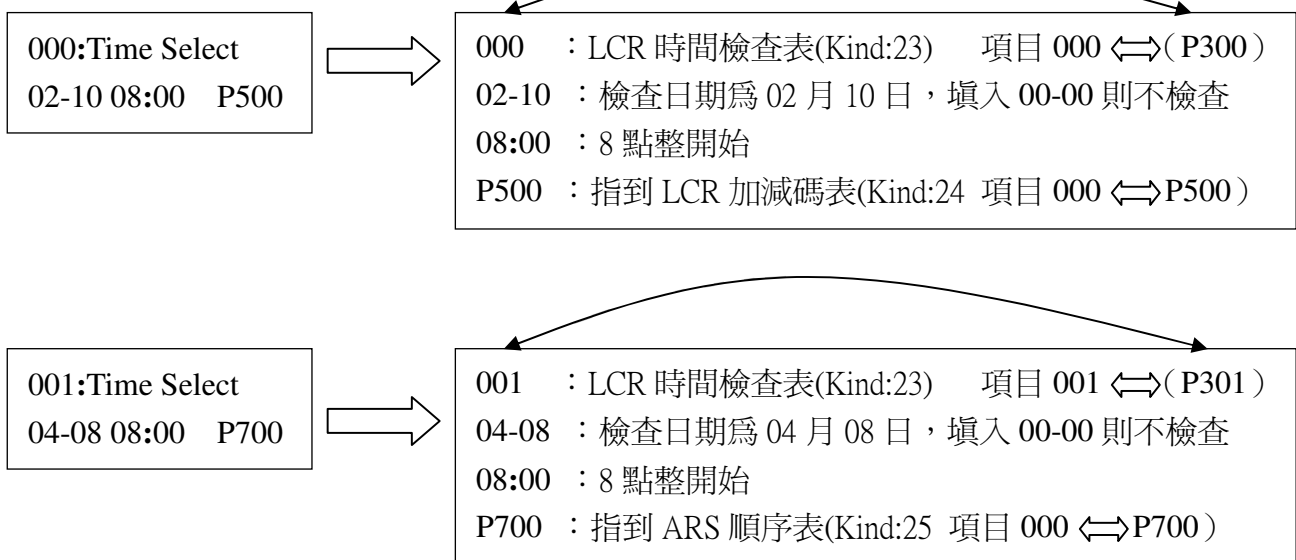 000:Time Select
02-10 08:00 P500
000 :LCR 時間檢查表(Kind:23) 項目 000 ⇔(P300)
02-10 :檢查日期為 02 月 10 日,塡入 00-00 則不檢查
08:00 :8 點整開始
P500 :指到 LCR 加減碼表(Kind:24 項目 000 ⇔P500)
001:Time Select
04-08 08:00 P700
001 :LCR 時間檢查表(Kind:23) 項目 001 ⇔(P301)
04-08 :檢查日期為 04 月 08 日,塡入 00-00 則不檢查
08:00 :8 點整開始
P700 :指到 ARS 順序表(Kind:25 項目 000 ⇔P700)